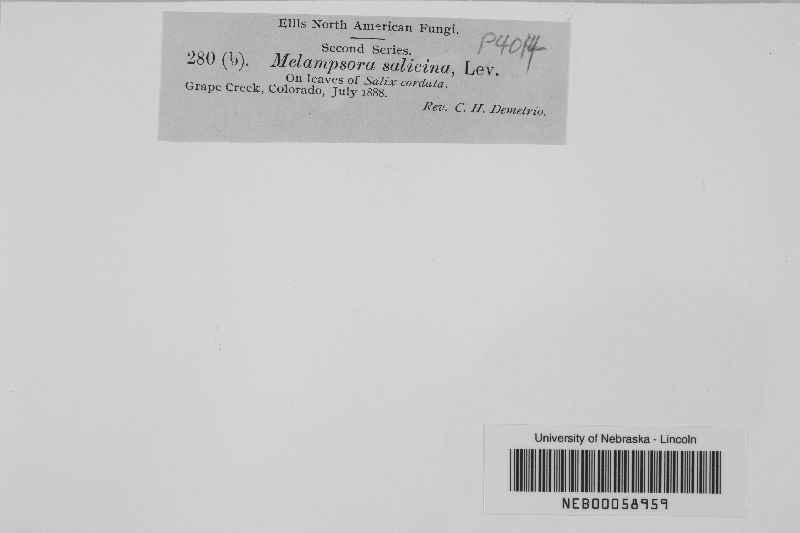 Ellis North American Fungi.
Second Series.
P4014
280 (b). Melampsora salicina, Lev.
On leaves of Salix cordata.
Grape Creek, Colorado, July 1888.
Rev. C. H. Demetrio.
University of Nebraska - Lincoln
NEB00058959